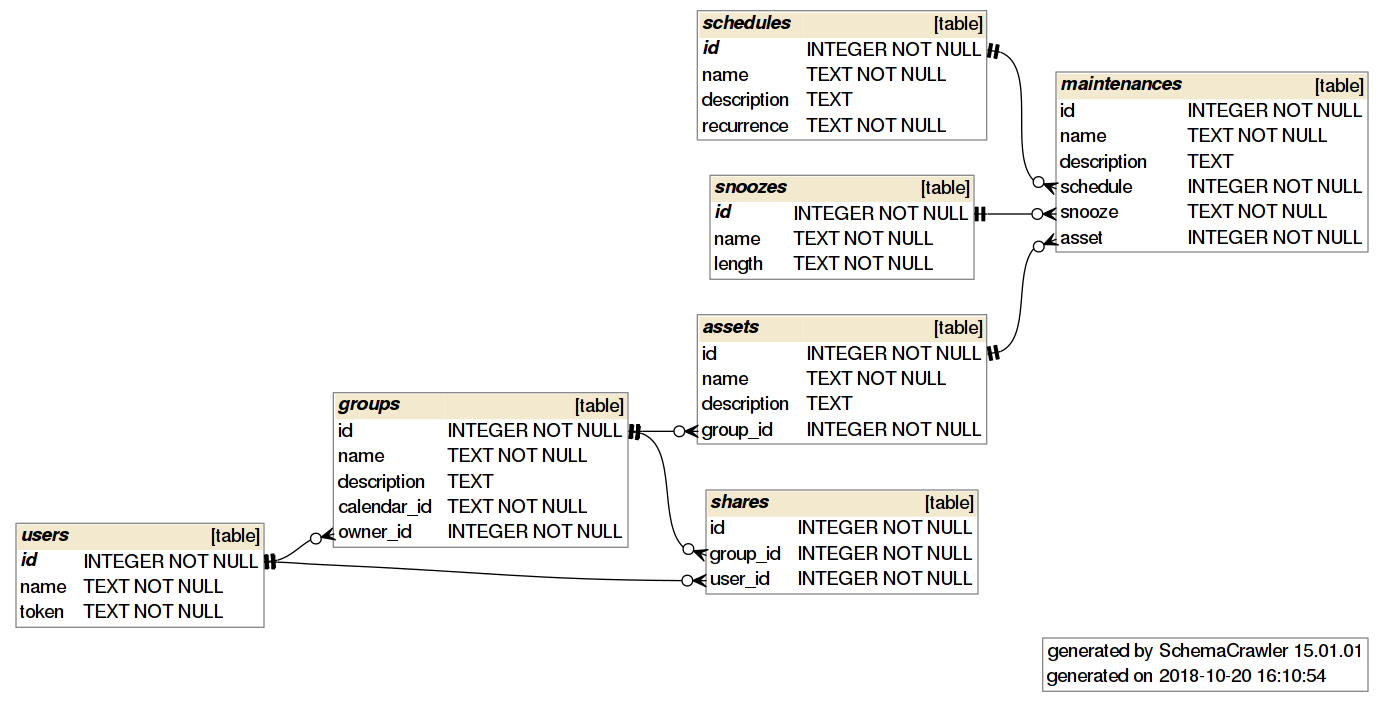 schedules [table]
id INTEGER NOT NULL
name TEXT NOT NULL
description TEXT
recurrence TEXT NOT NULL
maintenances [table]
id INTEGER NOT NULL
name TEXT NOT NULL
description TEXT
schedule INTEGER NOT NULL
snooze TEXT NOT NULL
asset INTEGER NOT NULL
snoozes [table]
id INTEGER NOT NULL
name TEXT NOT NULL
length TEXT NOT NULL
assets [table]
id INTEGER NOT NULL
name TEXT NOT NULL
description TEXT
group_id INTEGER NOT NULL
groups [table]
id INTEGER NOT NULL
name TEXT NOT NULL
description TEXT
calendar_id TEXT NOT NULL
owner_id INTEGER NOT NULL
shares [table]
id INTEGER NOT NULL
group_id INTEGER NOT NULL
user_id INTEGER NOT NULL
users [table]
id INTEGER NOT NULL
name TEXT NOT NULL
token TEXT NOT NULL
generated by SchemaCrawler 15.01.01
generated on 2018-10-20 16:10:54